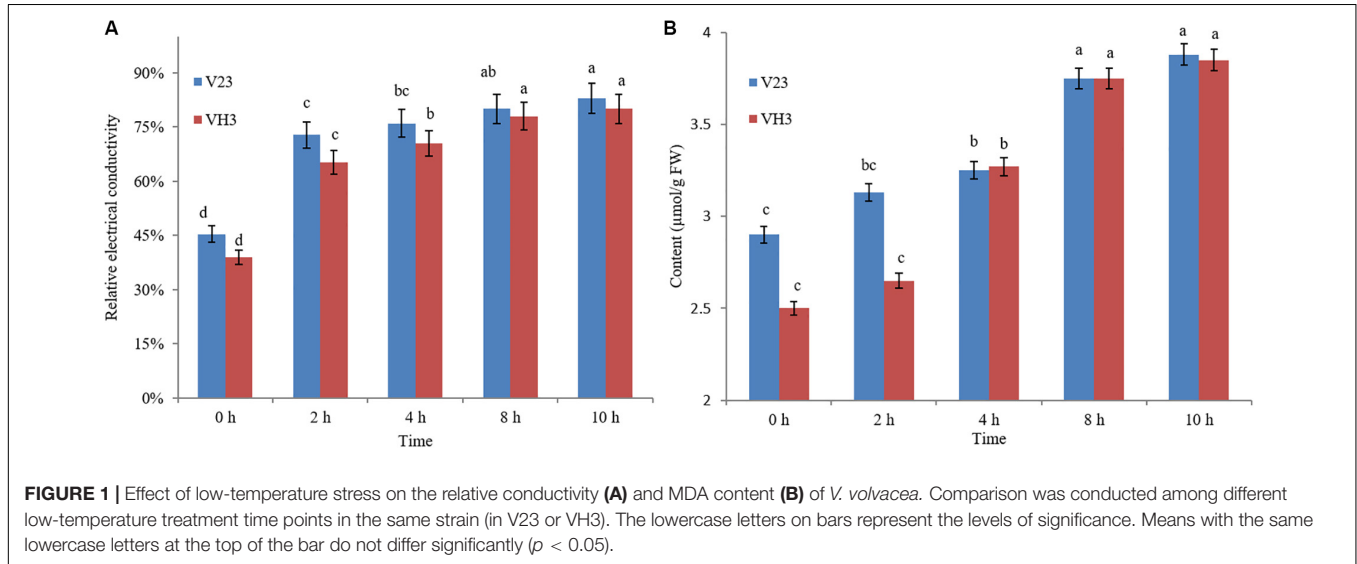 A
Relative electrical conductivity
90%
75%
60%
45%
30%
15%
0%
V23
VH3
d
d
c
c
bc
b
ab
a
a
a
0 h
2 h
4 h
8 h
10 h
Time
B
Content (μmol/g FW)
4
3.5
3
2.5
2
V23
VH3
c
c
bc
c
b
b
a
a
a
a
0 h
2 h
4 h
8 h
10 h
Time
FIGURE 1 | Effect of low-temperature stress on the relative conductivity (A) and MDA content (B) of V. volvacea. Comparison was conducted among different
low-temperature treatment time points in the same strain (in V23 or VH3). The lowercase letters on bars represent the levels of significance. Means with the same
lowercase letters at the top of the bar do not differ significantly (p < 0.05).